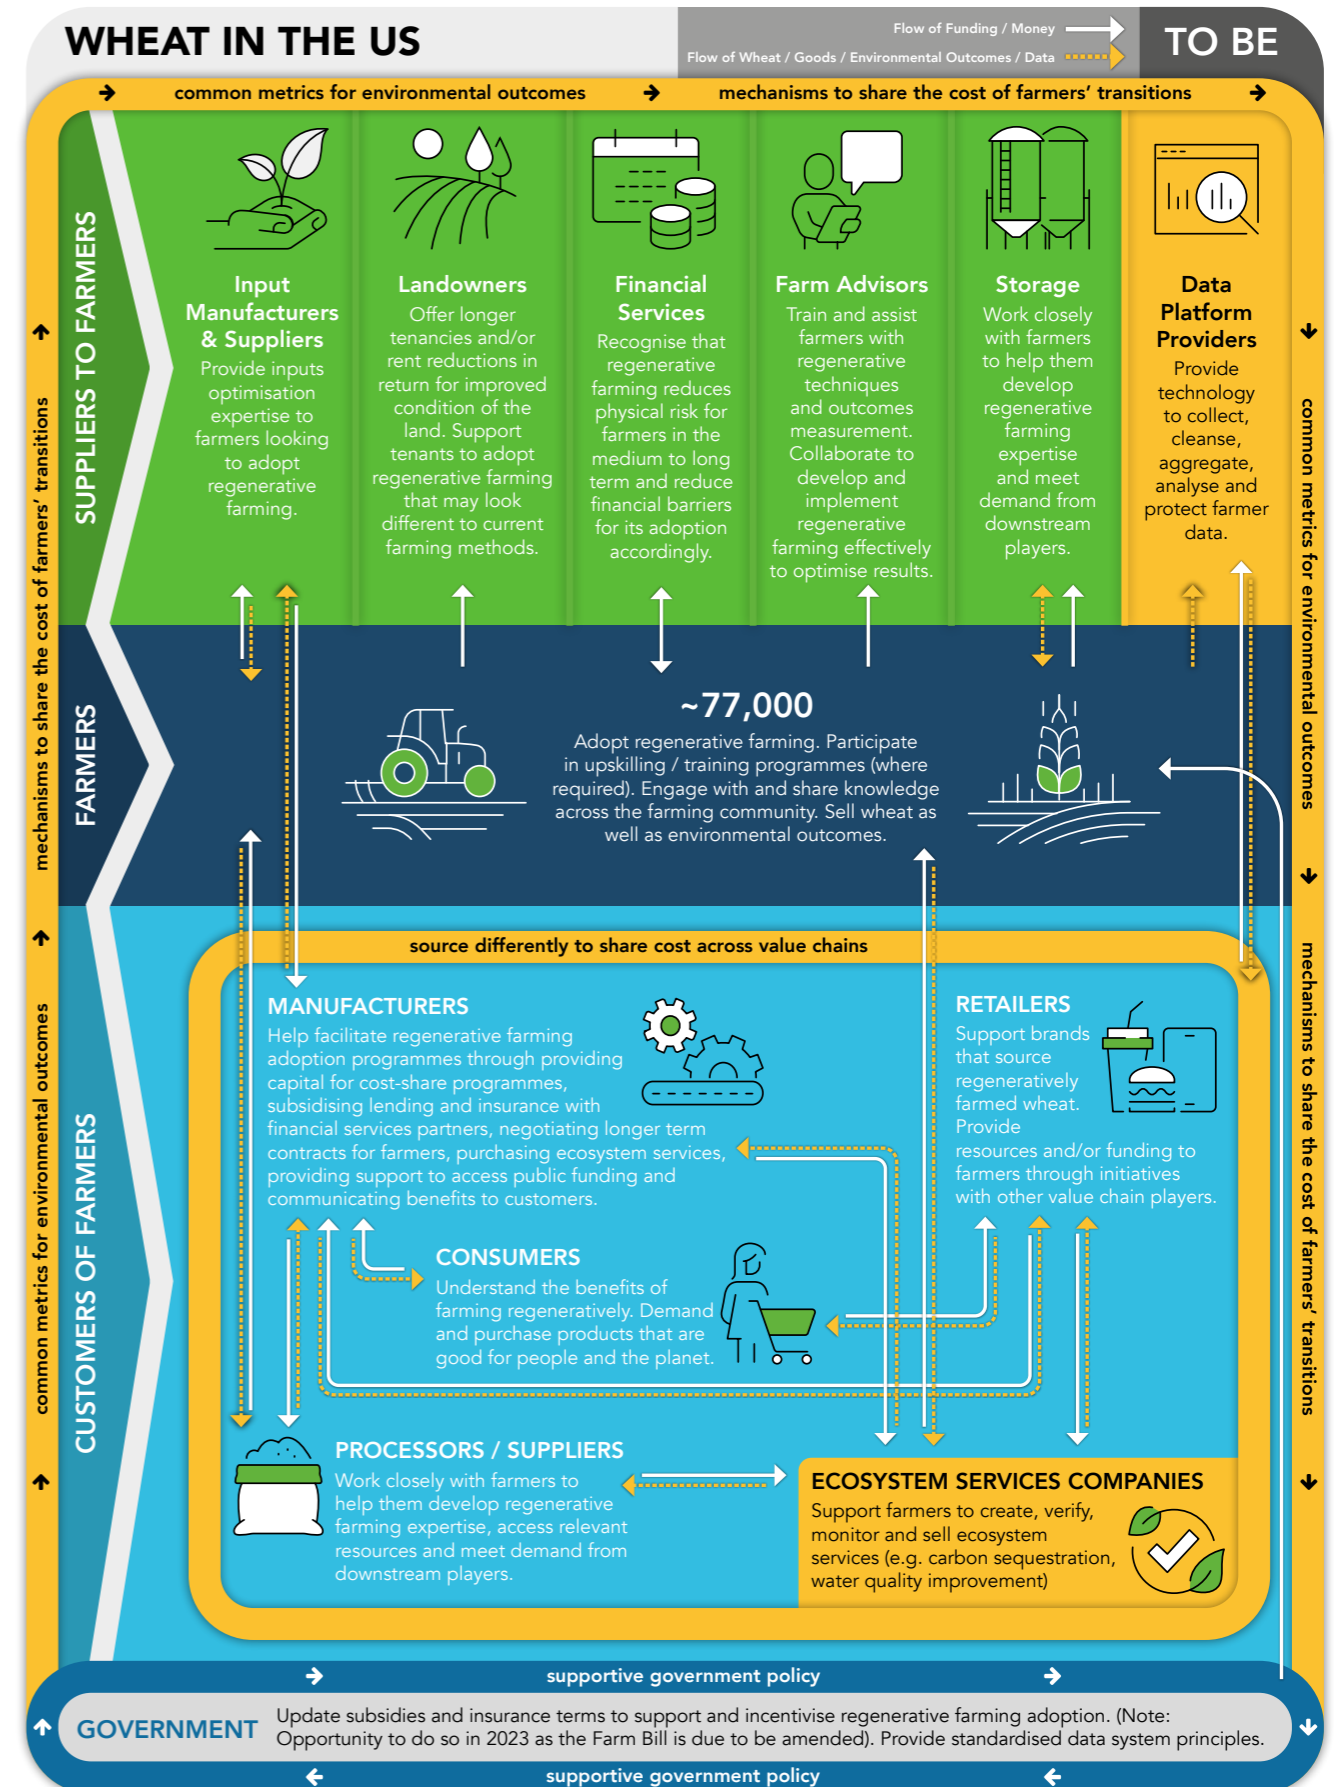 WHEAT IN THE US
Flow of Funding / Money
Flow of Wheat / Goods / Environmental Outcomes / Data
TO BE
common metrics for environmental outcomes
mechanisms to share the cost of farmers' transitions
SUPPLIERS TO FARMERS
Input
Manufacturers
& Suppliers
Provide inputs
optimisation
expertise to
farmers looking
to adopt
regenerative
farming.
Landowners
Offer longer
tenancies and/or
rent reductions in
return for improved
condition of the
land. Support
tenants to adopt
regenerative farming
that may look
different to current
farming methods.
Financial
Services
Recognise that
regenerative
farming reduces
physical risk for
farmers in the
medium to long
term and reduce
financial barriers
for its adoption
accordingly.
Farm Advisors
Train and assist
farmers with
regenerative
techniques
and outcomes
measurement.
Collaborate to
develop and
implement
regenerative
farming effectively
to optimise results.
Storage
Work closely
with farmers
to help them
develop
regenerative
farming
expertise
and meet
demand from
downstream
players.
Data
Platform
Providers
Provide
technology
to collect,
cleanse,
aggregate,
analyse and
protect farmer
data.
mechanisms to share the cost of farmers' transitions
common metrics for environmental outcomes
FARMERS
~77,000
Adopt regenerative farming. Participate
in upskilling / training programmes (where
required). Engage with and share knowledge
across the farming community. Sell wheat as
well as environmental outcomes.
CUSTOMERS OF FARMERS
source differently to share cost across value chains
MANUFACTURERS
Help facilitate regenerative farming
adoption programmes through providing
capital for cost-share programmes,
subsidising lending and insurance with
financial services partners, negotiating longer term
contracts for farmers, purchasing ecosystem services,
providing support to access public funding and
communicating benefits to customers.
RETAILERS
Support brands
that source
regeneratively
farmed wheat.
Provide
resources and/or funding to
farmers through initiatives
with other value chain players.
CONSUMERS
Understand the benefits of
farming regeneratively. Demand
and purchase products that are
good for people and the planet.
PROCESSORS / SUPPLIERS
Work closely with farmers to
help them develop regenerative
farming expertise, access relevant
resources and meet demand from
downstream players.
ECOSYSTEM SERVICES COMPANIES
Support farmers to create, verify,
monitor and sell ecosystem
services (e.g. carbon sequestration,
water quality improvement)
common metrics for environmental outcomes
mechanisms to share the cost of farmers' transitions
supportive government policy
GOVERNMENT
Update subsidies and insurance terms to support and incentivise regenerative farming adoption. (Note:
Opportunity to do so in 2023 as the Farm Bill is due to be amended). Provide standardised data system principles.
supportive government policy